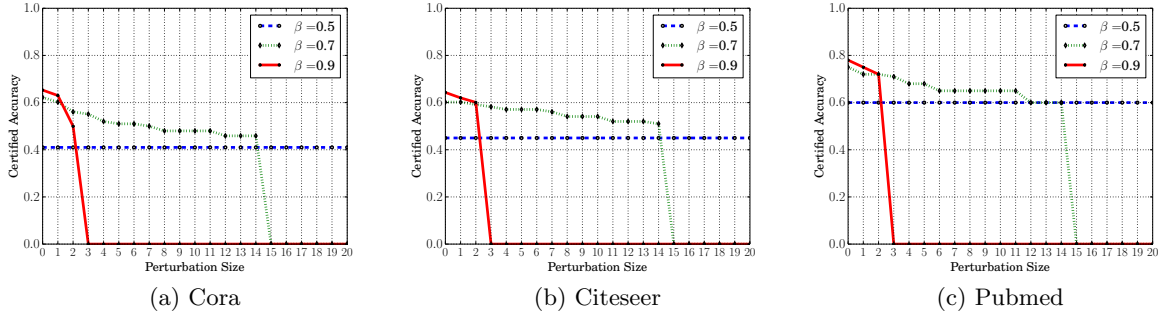 1.0
0.8
0.6
0.4
0.2
0.0
Certified Accuracy
β = 0.5
β = 0.7
β = 0.9
0 1 2 3 4 5 6 7 8 9 10 11 12 13 14 15 16 17 18 19 20
Perturbation Size
(a) Cora
1.0
0.8
0.6
0.4
0.2
0.0
Certified Accuracy
β = 0.5
β = 0.7
β = 0.9
0 1 2 3 4 5 6 7 8 9 10 11 12 13 14 15 16 17 18 19 20
Perturbation Size
(b) Citeseer
1.0
0.8
0.6
0.4
0.2
0.0
Certified Accuracy
β = 0.5
β = 0.7
β = 0.9
0 1 2 3 4 5 6 7 8 9 10 11 12 13 14 15 16 17 18 19 20
Perturbation Size
(c) Pubmed